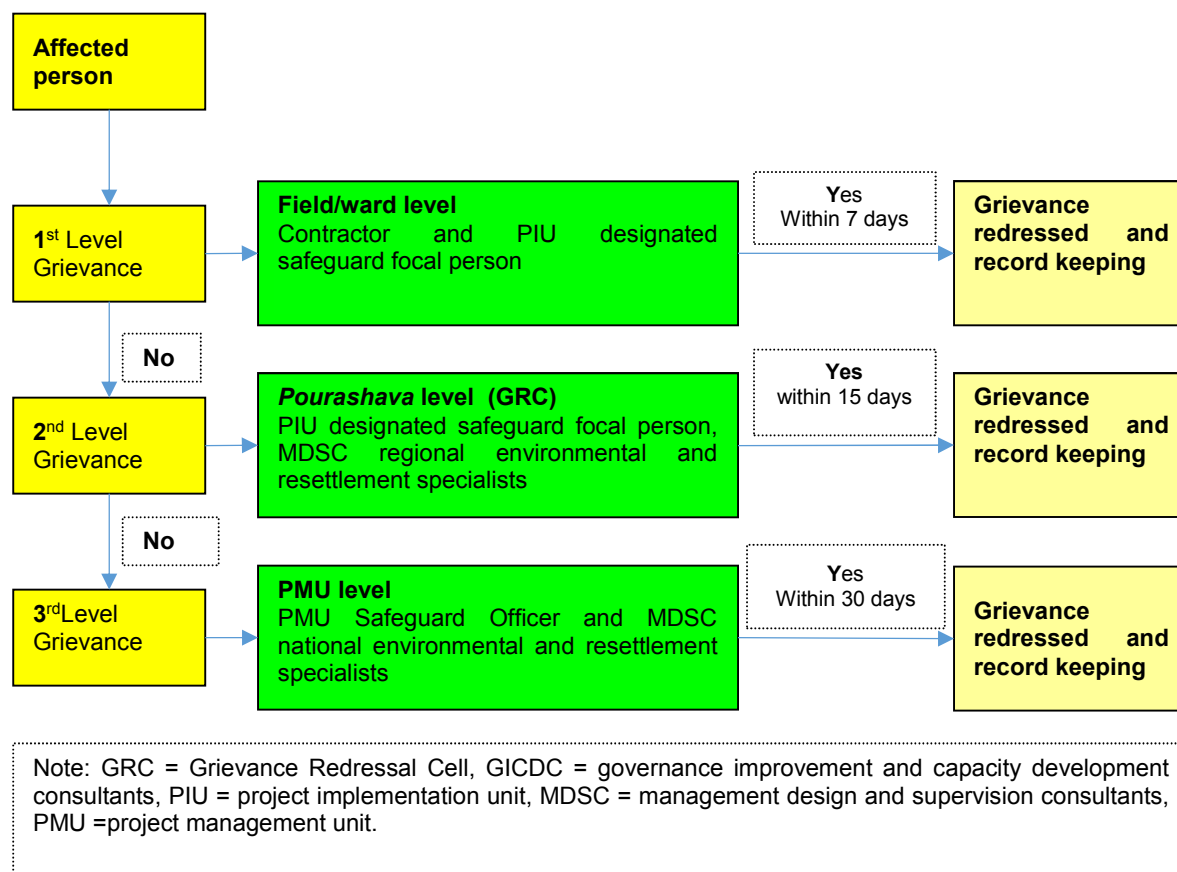 Affected
person
1st Level
Grievance
Field/ward level
Contractor and PIU designated
safeguard focal person
Yes
Within 7 days
Grievance
redressed and
record keeping
No
2nd Level
Grievance
Pourashava level (GRC)
PIU designated safeguard focal person,
MDSC regional environmental and
resettlement specialists
Yes
within 15 days
Grievance
redressed and
record keeping
No
3rdLevel
Grievance
PMU level
PMU Safeguard Officer and MDSC
national environmental and resettlement
specialists
Yes
Within 30 days
Grievance
redressed and
record keeping
Note: GRC = Grievance Redressal Cell, GICDC = governance improvement and capacity development
consultants, PIU = project implementation unit, MDSC = management design and supervision consultants,
PMU =project management unit.